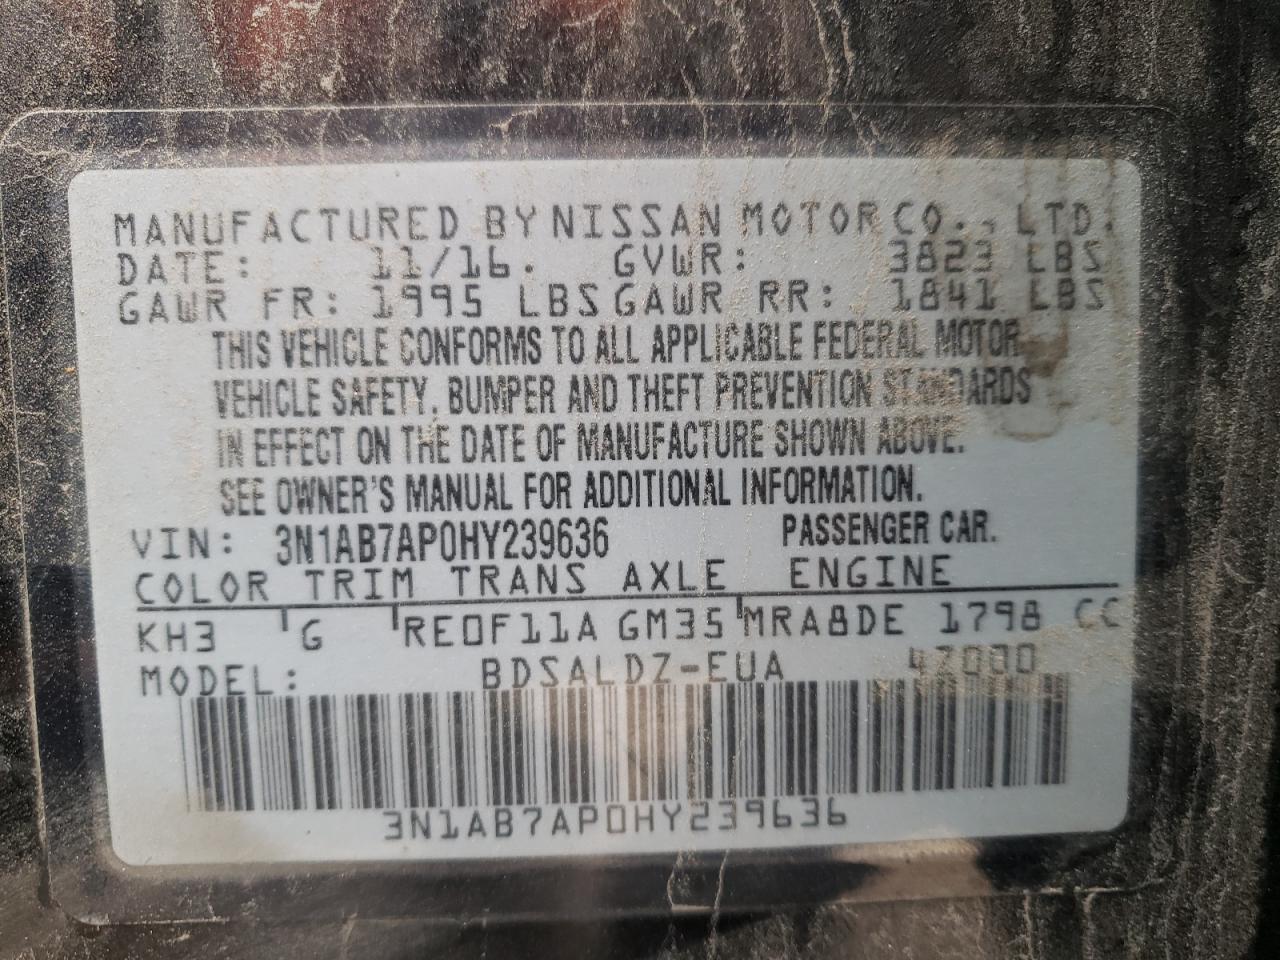 MANUFACTURED BY NISSAN MOTOR CO., LTD.
DATE: 11/16. GVWR: 3823 LBS
GAWR FR: 1995 LBS GAWR RR: 1841 LBS
THIS VEHICLE CONFORMS TO ALL APPLICABLE FEDERAL MOTOR
VEHICLE SAFETY, BUMPER AND THEFT PREVENTION STANDARDS
IN EFFECT ON THE DATE OF MANUFACTURE SHOWN ABOVE.
SEE OWNER'S MANUAL FOR ADDITIONAL INFORMATION.
VIN: 3N1AB7AP0HY239636 PASSENGER CAR.
COLOR TRIM TRANS AXLE ENGINE
KH3 G RE0F11A GM35 MRA8DE 1798 CC
MODEL: BDSALDZ-EUA 4Z000
3N1AB7AP0HY239636